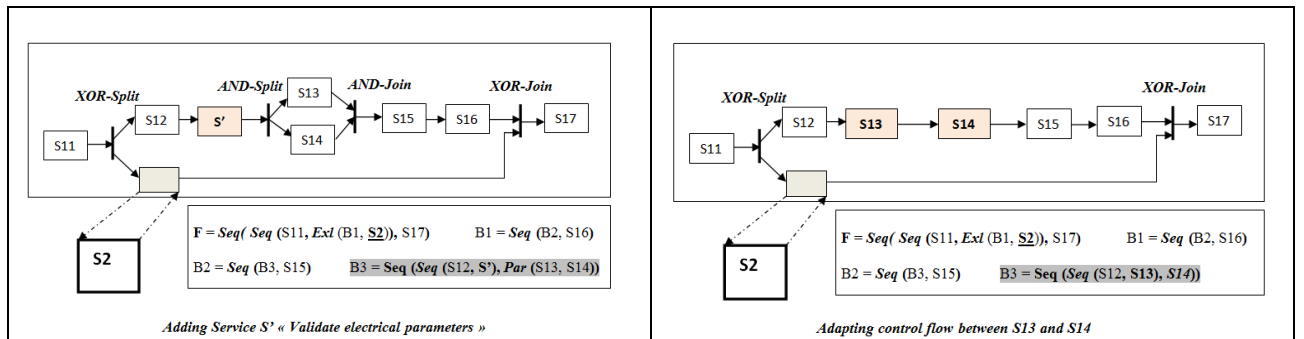 XOR-Split
AND-Split
AND-Join
XOR-Join
S11
S12
S'
S13
S14
S15
S16
S17
S2
F = Seq( Seq (S11, Exl (B1, S2)), S17) B1 = Seq (B2, S16)
B2 = Seq (B3, S15) B3 = Seq (Seq (S12, S'), Par (S13, S14))
Adding Service S' « Validate electrical parameters »
XOR-Split
XOR-Join
S11
S12
S13
S14
S15
S16
S17
S2
F = Seq( Seq (S11, Exl (B1, S2)), S17) B1 = Seq (B2, S16)
B2 = Seq (B3, S15) B3 = Seq (Seq (S12, S13), S14))
Adapting control flow between S13 and S14